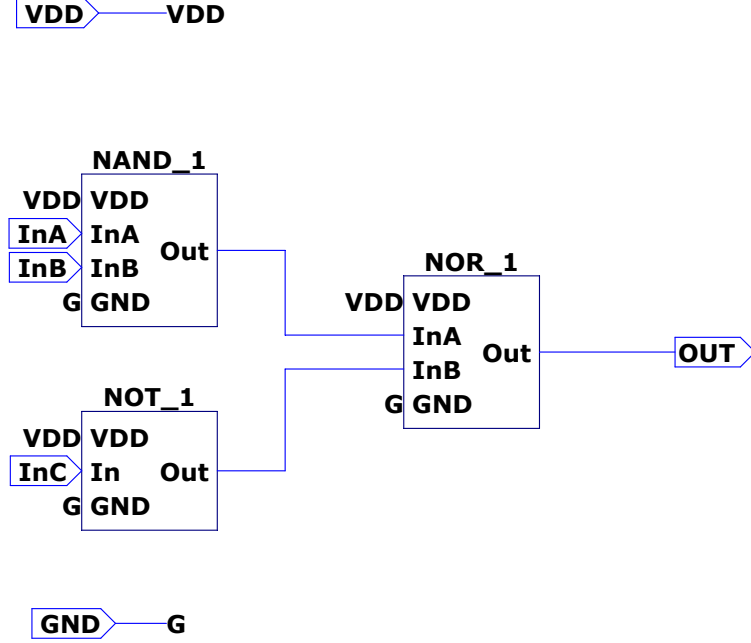 VDD VDD
NAND_1
VDD VDD
InA InA
Out
InB InB
G GND
NOR_1
VDD VDD
InA
Out
OUT
InB
G GND
NOT_1
VDD VDD
InC In Out
G GND
GND G